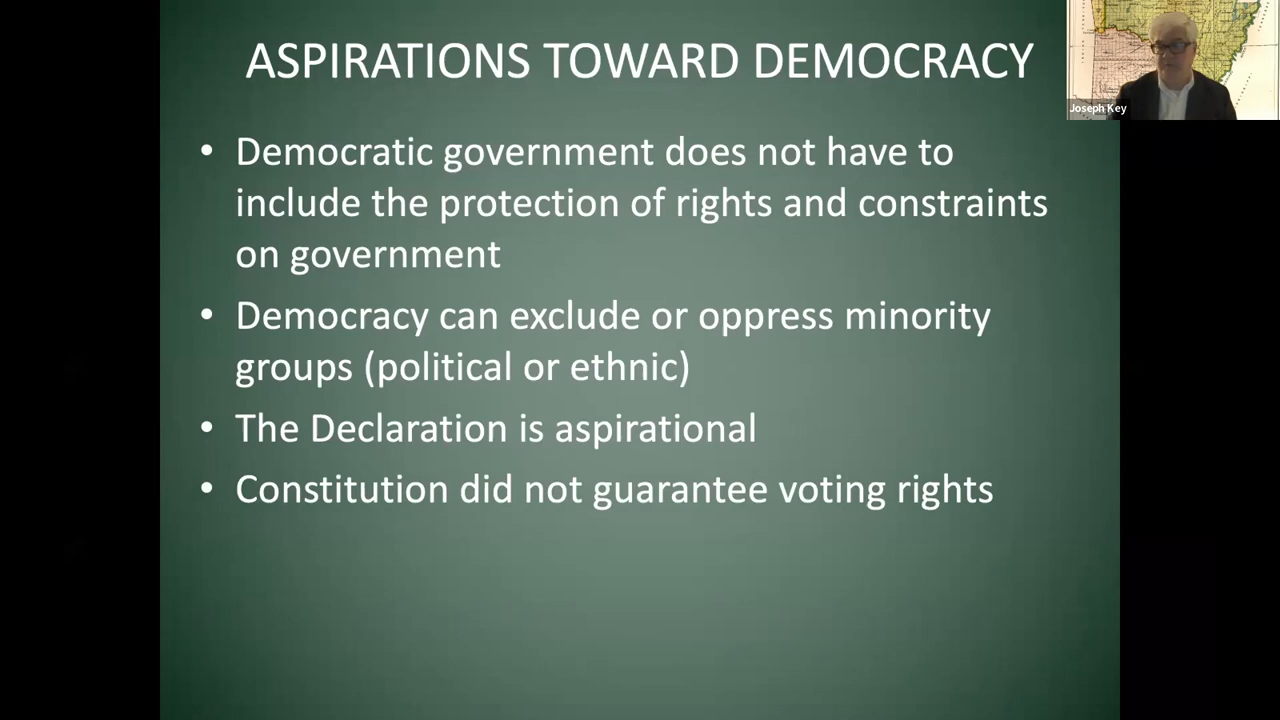 ASPIRATIONS TOWARD DEMOCRACY
Joseph Key
• Democratic government does not have to
include the protection of rights and constraints
on government
• Democracy can exclude or oppress minority
groups (political or ethnic)
• The Declaration is aspirational
• Constitution did not guarantee voting rights